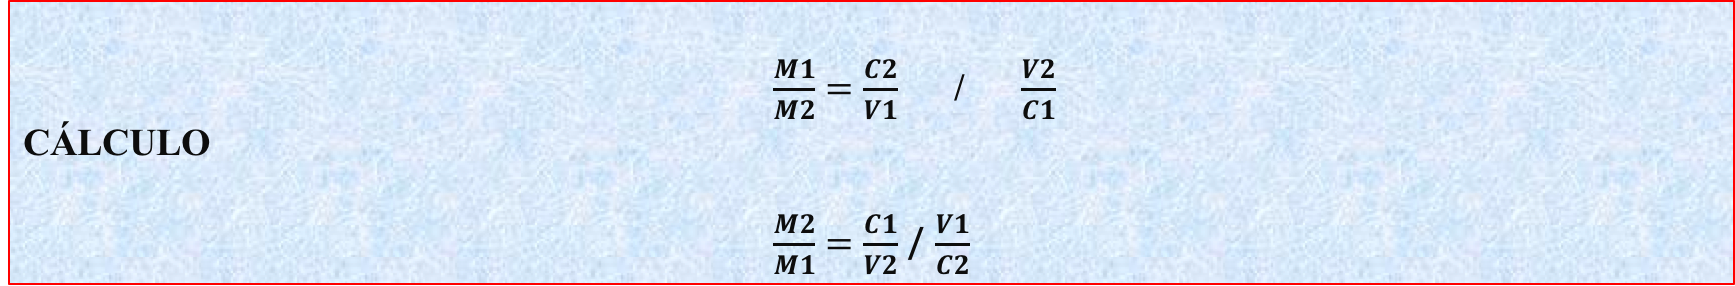 M1/M2 = C2/V1 / V2/C1
CÁLCULO
M2/M1 = C1/V2 / V1/C2